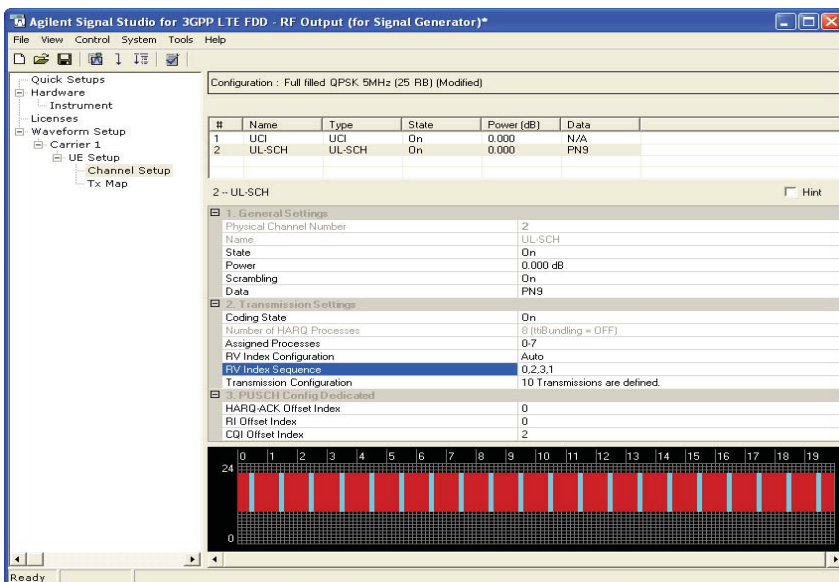 Agilent Signal Studio for 3GPP LTE FDD - RF Output (for Signal Generator)*
File View Control System Tools Help
Quick Setups
Hardware
Instrument
Licenses
Waveform Setup
Carrier 1
UE Setup
Channel Setup
Tx Map
Configuration : Full filled QPSK 5MHz (25 RB) (Modified)
# Name Type State Power (dB) Data
1 UCI UCI On 0.000 N/A
2 UL-SCH UL-SCH On 0.000 PN9
2 -- UL-SCH Hint
1. General Settings
Physical Channel Number 2
Name UL-SCH
State On
Power 0.000 dB
Scrambling On
Data PN9
2. Transmission Settings
Coding State On
Number of HARQ Processes 8 (ttiBundling = OFF)
Assigned Processes 0-7
RV Index Configuration Auto
RV Index Sequence 0,2,3,1
Transmission Configuration 10 Transmissions are defined.
3. PUSCH Config Dedicated
HARQ-ACK Offset Index 0
RI Offset Index 0
CQI Offset Index 2
0 1 2 3 4 5 6 7 8 9 10 11 12 13 14 15 16 17 18 19
24
0
Ready